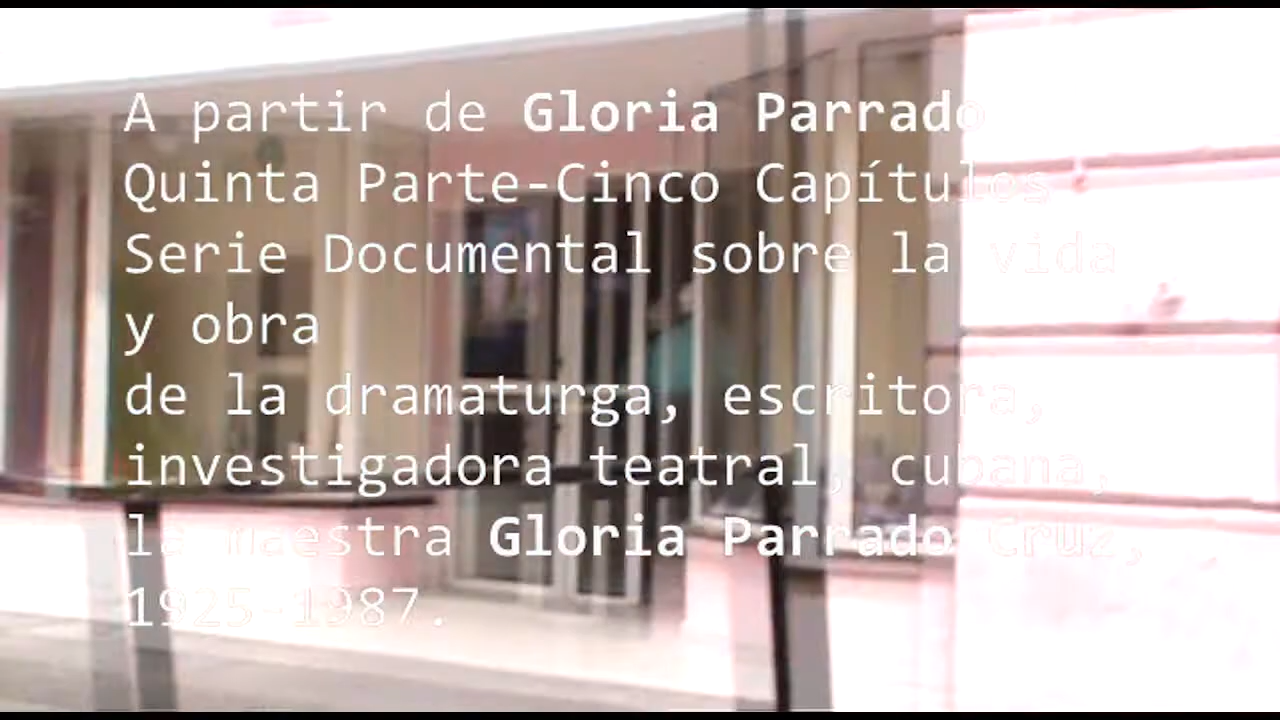 A partir de Gloria Parrado
Quinta Parte-Cinco Capítulos
Serie Documental sobre la vida
y obra
de la dramaturga, escritora,
investigadora teatral, cubana,
la maestra Gloria Parrado Cruz,
1925-1987.